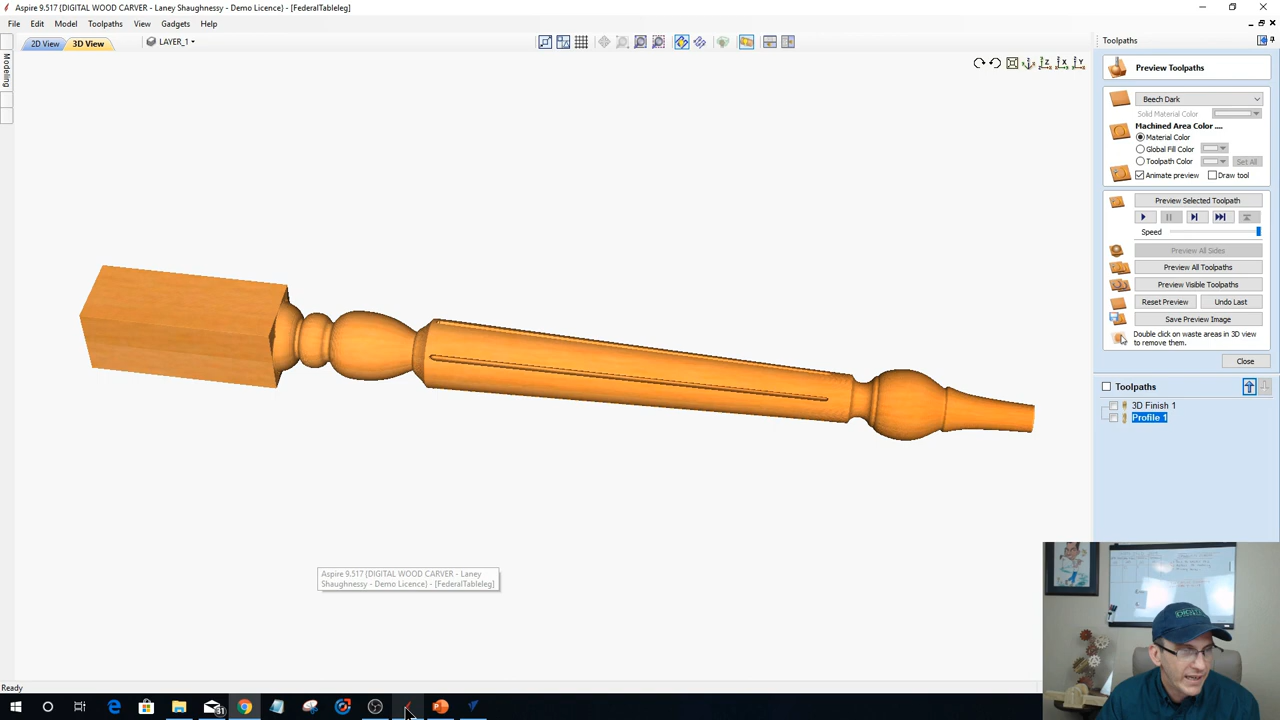 Aspire 9.517 (DIGITAL WOOD CARVER - Laney Shaughnessy - Demo Licence) - [FederalTableleg]
File Edit Model Toolpaths View Gadgets Help
2D View 3D View LAYER_1
Modeling
Toolpaths
Preview Toolpaths
Beech Dark
Solid Material Color
Machined Area Color ....
Material Color
Global Fill Color
Toolpath Color Set All
Animate preview Draw tool
Preview Selected Toolpath
Speed
Preview All Sides
Preview All Toolpaths
Preview Visible Toolpaths
Reset Preview Undo Last
Save Preview Image
Double click on waste areas in 3D view
to remove them.
Close
Toolpaths
3D Finish 1
Profile 1
Aspire 9.517 (DIGITAL WOOD CARVER - Laney
Shaughnessy - Demo Licence) - [FederalTableleg]
Ready
31